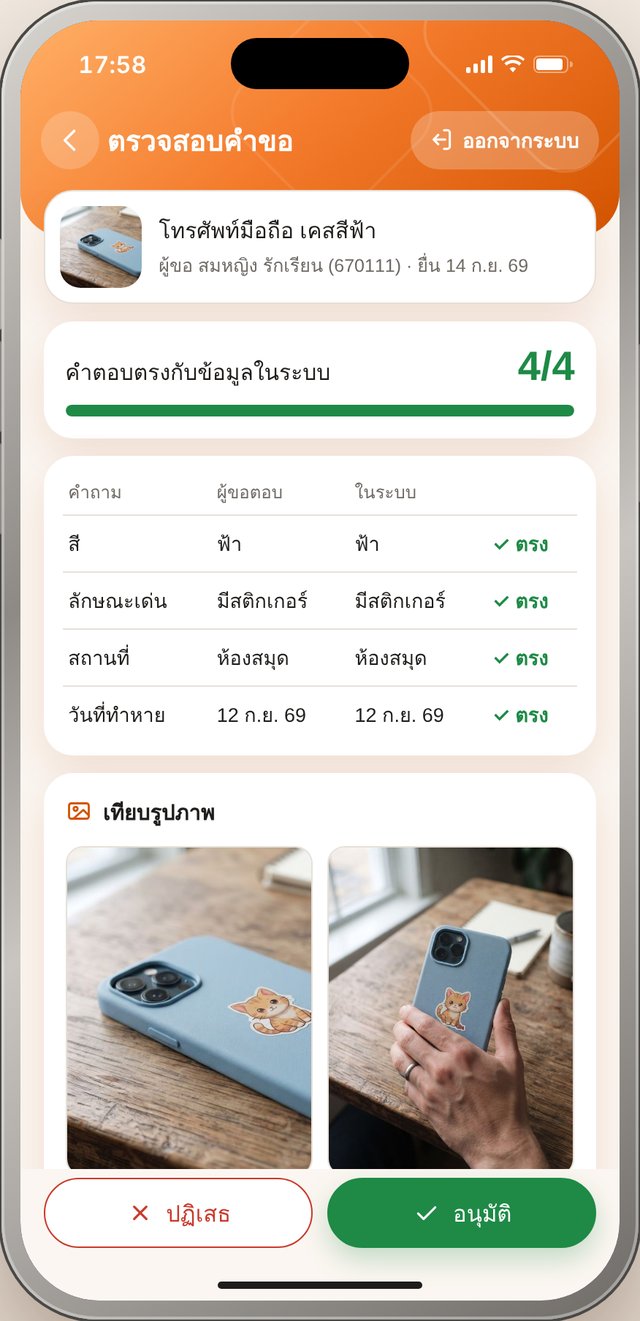 17:58
ตรวจสอบคำขอ
ออกจากระบบ
โทรศัพท์มือถือ เคสสีฟ้า
ผู้ขอ สมหญิง รักเรียน (670111) · ยื่น 14 ก.ย. 69
คำตอบตรงกับข้อมูลในระบบ 4/4
คำถาม ผู้ขอตอบ ในระบบ
สี ฟ้า ฟ้า ตรง
ลักษณะเด่น มีสติกเกอร์ มีสติกเกอร์ ตรง
สถานที่ ห้องสมุด ห้องสมุด ตรง
วันที่ทำหาย 12 ก.ย. 69 12 ก.ย. 69 ตรง
เทียบรูปภาพ
ปฏิเสธ อนุมัติ